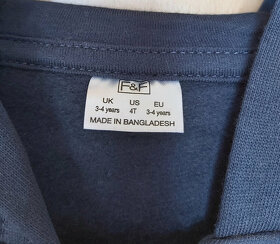 F&F
UK US EU
3-4 years 4T 3-4 years
MADE IN BANGLADESH